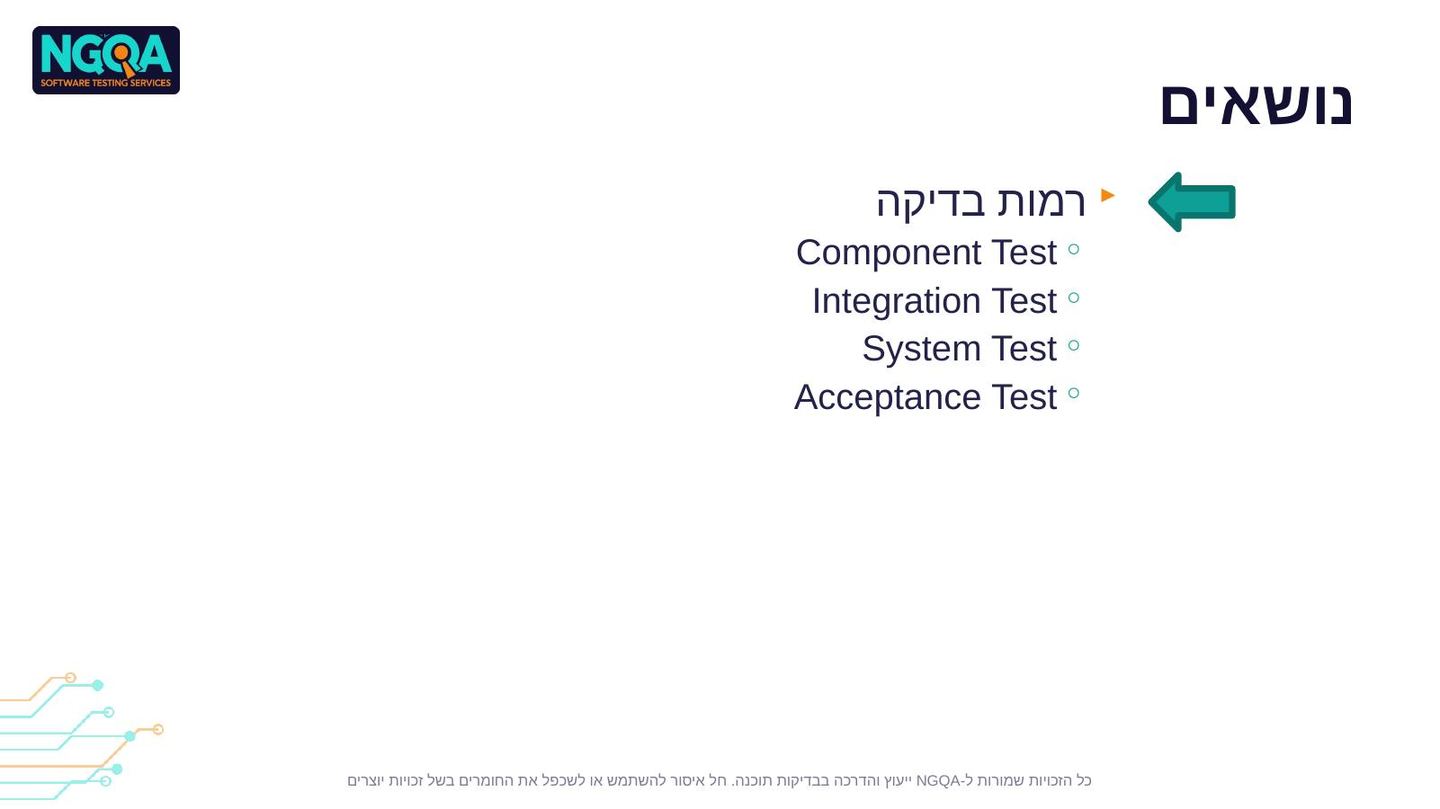 NGQA
SOFTWARE TESTING SERVICES
נושאים
רמות בדיקה
Component Test
Integration Test
System Test
Acceptance Test
כל הזכויות שמורות ל-NGQA ייעוץ והדרכה בבדיקות תוכנה. חל איסור להשתמש או לשכפל את החומרים בשל זכויות יוצרים